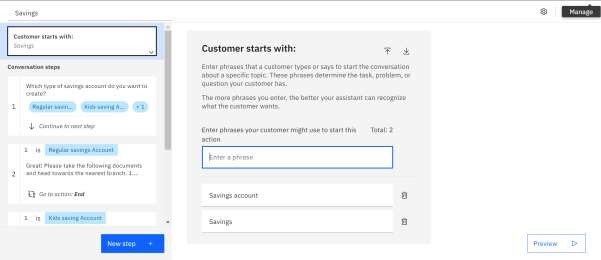 Savings
Manage
Customer starts with:
Savings
Conversation steps
1
Which type of savings account do you want to
create?
Regular savin... Kids saving A... + 1
Continue to next step
2
1 is Regular savings Account
Great! Please take the following documents
and head towards the nearest branch: 1...
Go to action: End
1 is Kids saving Account
New step +
Customer starts with:
Enter phrases that a customer types or says to start the conversation
about a specific topic. These phrases determine the task, problem, or
question your customer has.
The more phrases you enter, the better your assistant can recognize
what the customer wants.
Enter phrases your customer might use to start this Total: 2
action
Enter a phrase
Savings account
Savings
Preview